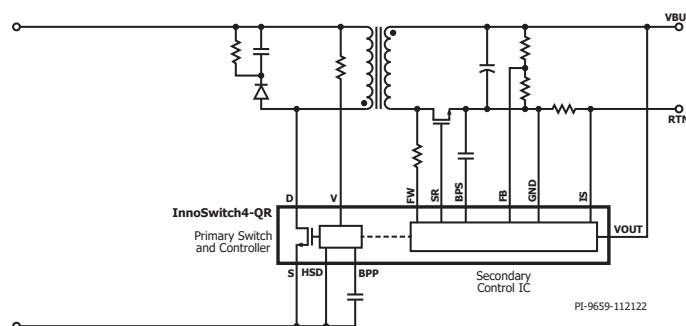 VBUS
RTN
D
V
FW
SR
BPS
FB
GND
IS
InnoSwitch4-QR
VOUT
Primary Switch
and Controller
S
HSD
BPP
Secondary
Control IC
PI-9659-112122